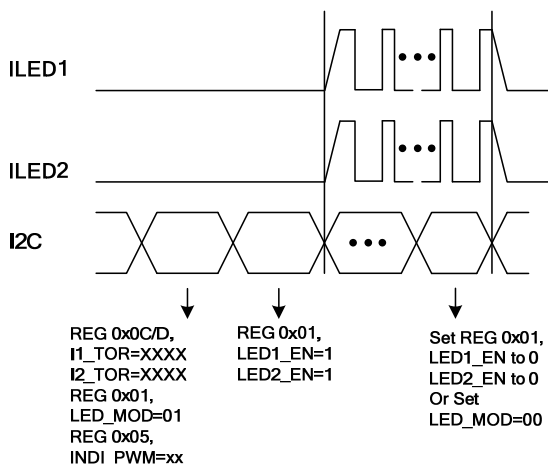 ILED1
ILED2
I2C
REG 0x0C/D,
I1_TOR=XXXX
I2_TOR=XXXX
REG 0x01,
LED_MOD=01
REG 0x05,
INDI_PWM=xx
REG 0x01,
LED1_EN=1
LED2_EN=1
Set REG 0x01,
LED1_EN to 0
LED2_EN to 0
Or Set
LED_MOD=00